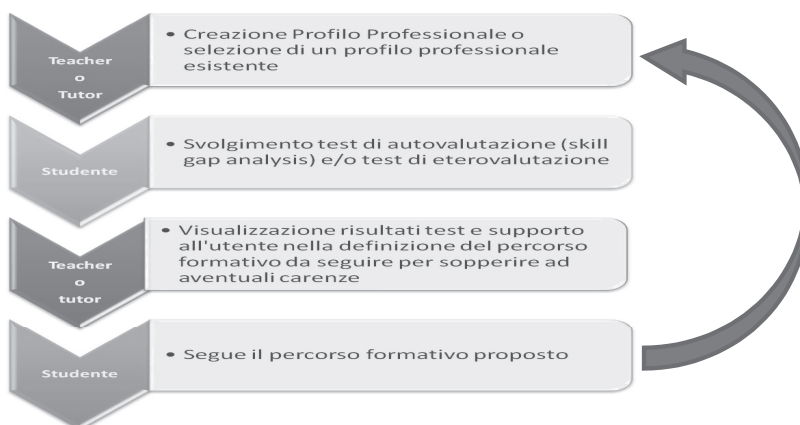 Teacher
o
Tutor
• Creazione Profilo Professionale o
selezione di un profilo professionale
esistente
Studente
• Svolgimento test di autovalutazione (skill
gap analysis) e/o test di eterovalutazione
Teacher
o
tutor
• Visualizzazione risultati test e supporto
all'utente nella definizione del percorso
formativo da seguire per sopperire ad
aventuali carenze
Studente
• Segue il percorso formativo proposto